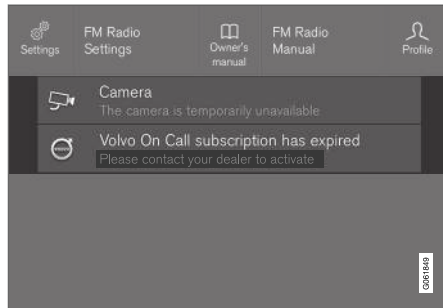 Settings
FM Radio
Settings
Owner's
manual
FM Radio
Manual
Profile
Camera
The camera is temporarily unavailable
Volvo On Call subscription has expired
Please contact your dealer to activate
G061849